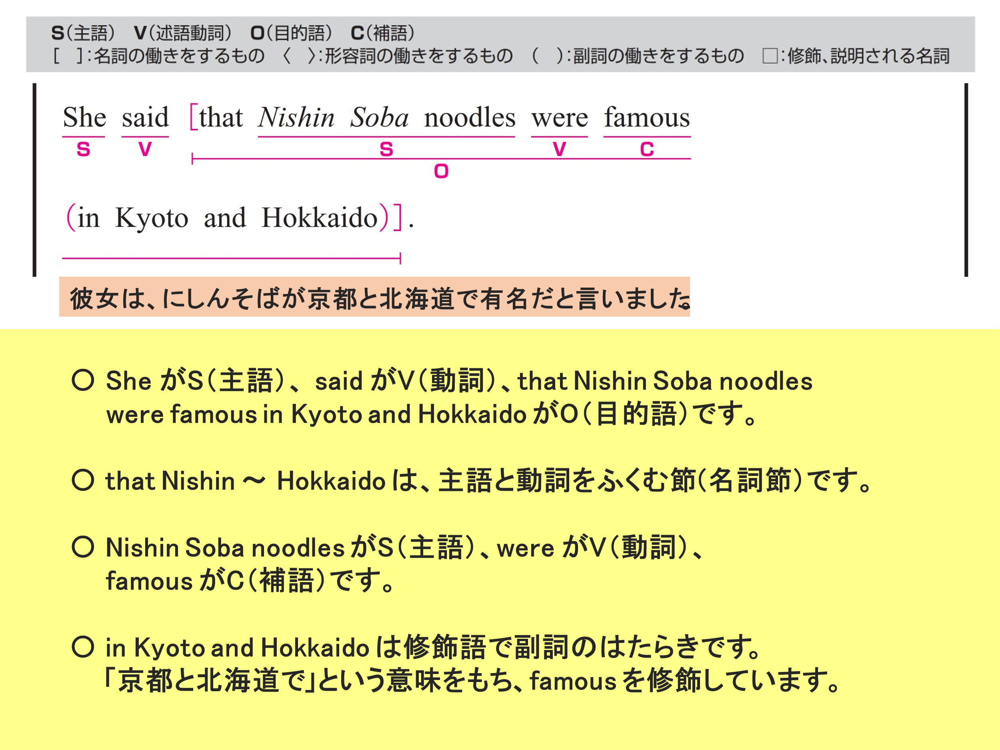 S（主語）　V（述語動詞）　O（目的語）　C（補語）
［　］：名詞の働きをするもの　〈　〉：形容詞の働きをするもの　（　）：副詞の働きをするもの　□：修飾、説明される名詞
She said [that Nishin Soba noodles were famous
S V S V C
O
(in Kyoto and Hokkaido)].
彼女は、にしんそばが京都と北海道で有名だと言いました。
○ She がS（主語）、 said がV（動詞）、that Nishin Soba noodles
were famous in Kyoto and Hokkaido がO（目的語）です。
○ that Nishin ～ Hokkaido は、主語と動詞をふくむ節（名詞節）です。
○ Nishin Soba noodles がS（主語）、were がV（動詞）、
famous がC（補語）です。
○ in Kyoto and Hokkaido は修飾語で副詞のはたらきです。
「京都と北海道で」という意味をもち、famous を修飾しています。